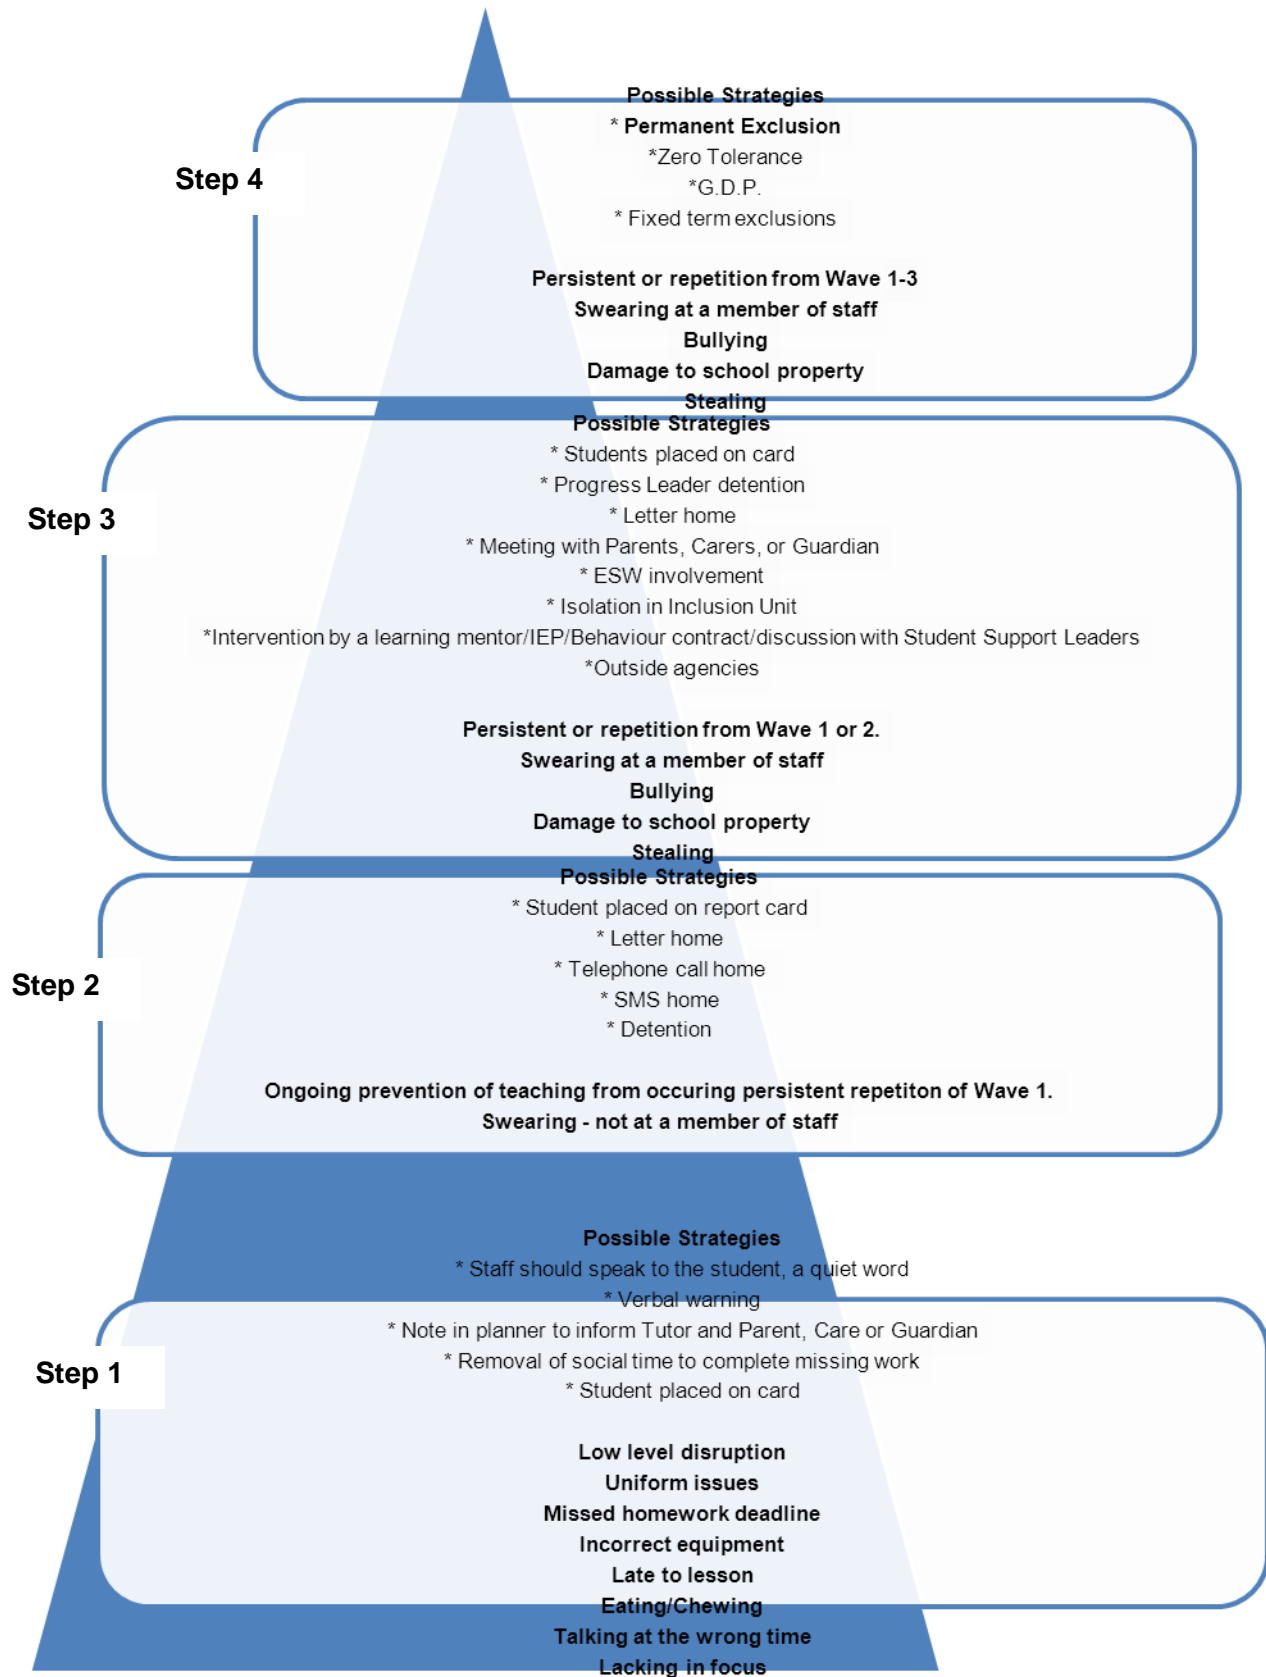 Possible Strategies
* Permanent Exclusion
*Zero Tolerance
Step 4
*G.D.P.
* Fixed term exclusions
Persistent or repetition from Wave 1-3
Swearing at a member of staff
Bullying
Damage to school property
Stealing
Possible Strategies
* Students placed on card
* Progress Leader detention
Step 3
* Letter home
* Meeting with Parents, Carers, or Guardian
* ESW involvement
* Isolation in Inclusion Unit
*Intervention by a learning mentor/IEP/Behaviour contract/discussion with Student Support Leaders
*Outside agencies
Persistent or repetition from Wave 1 or 2.
Swearing at a member of staff
Bullying
Damage to school property
Stealing
Possible Strategies
* Student placed on report card
* Letter home
* Telephone call home
Step 2
* SMS home
* Detention
Ongoing prevention of teaching from occuring persistent repetiton of Wave 1.
Swearing - not at a member of staff
Possible Strategies
* Staff should speak to the student, a quiet word
* Verbal warning
* Note in planner to inform Tutor and Parent, Care or Guardian
* Removal of social time to complete missing work
Step 1
* Student placed on card
Low level disruption
Uniform issues
Missed homework deadline
Incorrect equipment
Late to lesson
Eating/Chewing
Talking at the wrong time
Lacking in focus